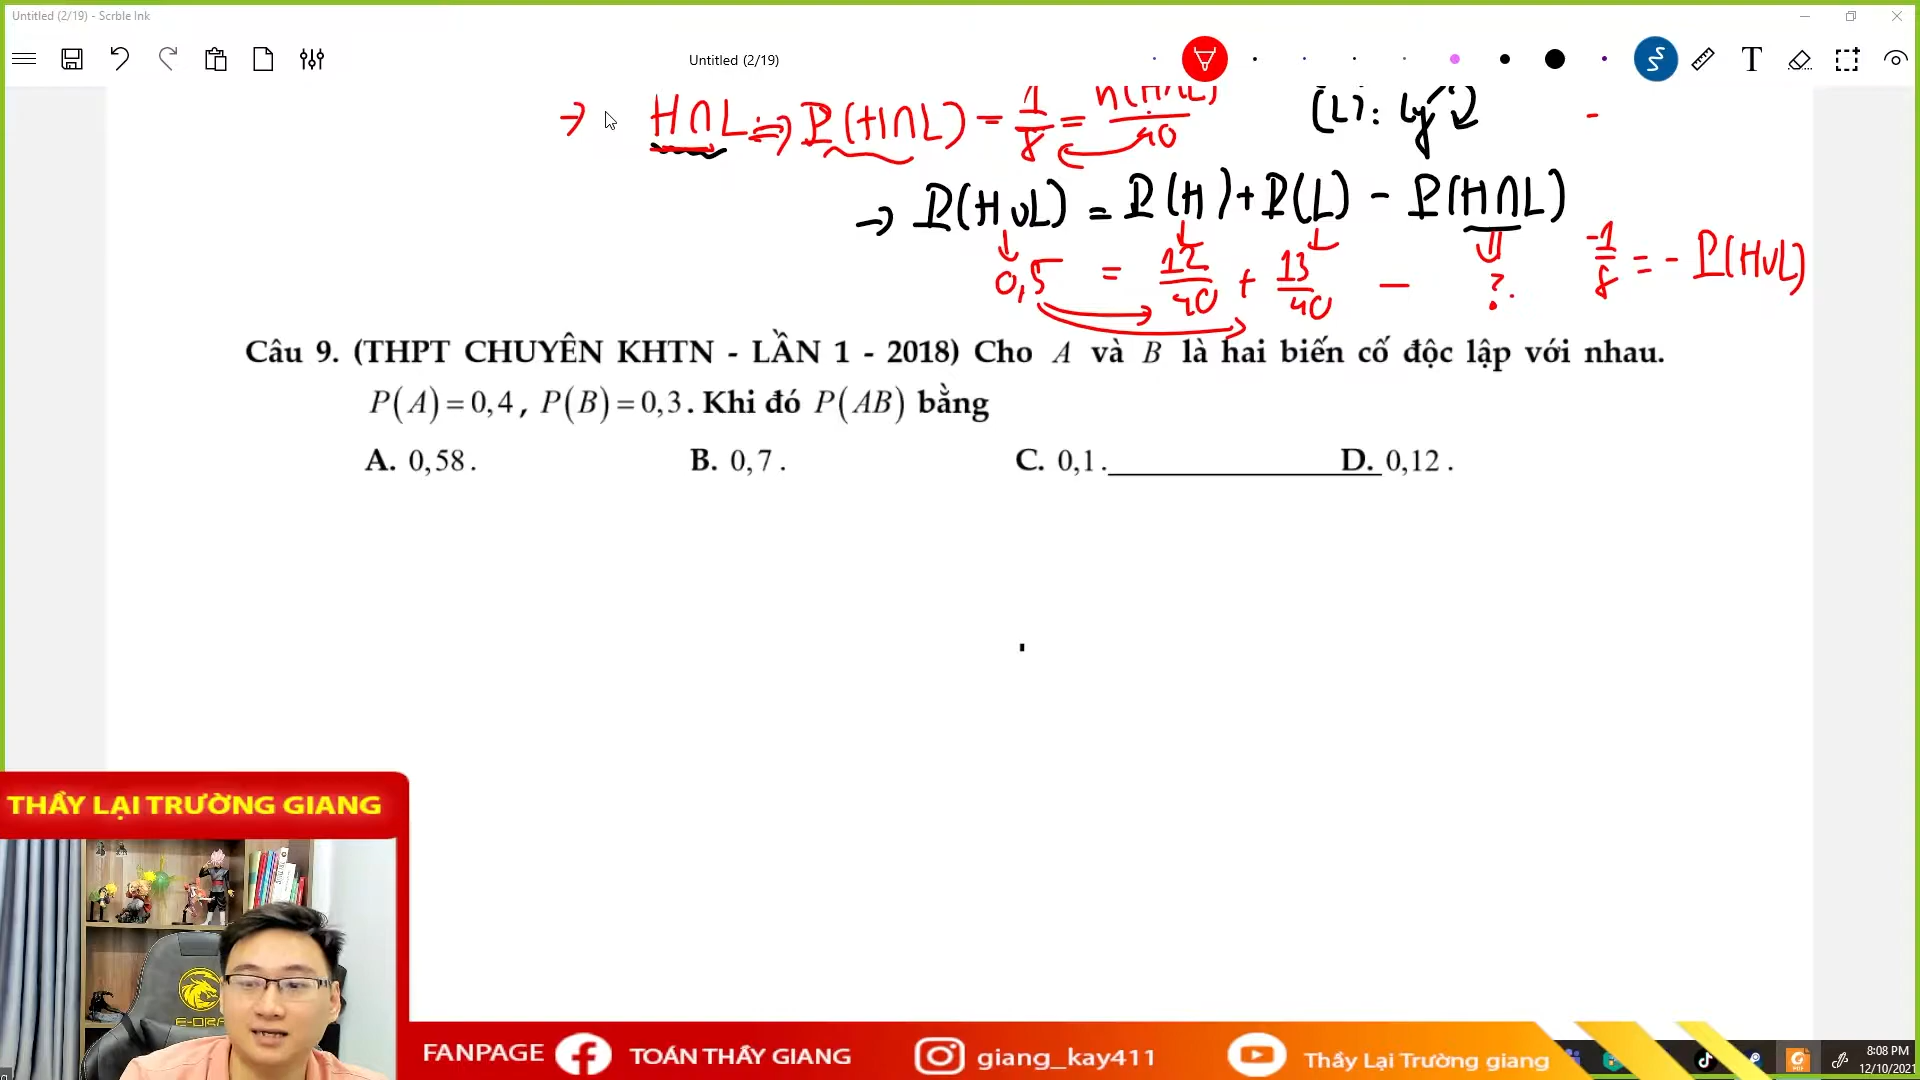 Untitled (2/19) - Scrble Ink
Untitled (2/19)
→ H∩L ⇒ P(H∩L) = 1/8 = n(H∩L)/40
(L): Lý
-
→ P(H∪L) = P(H) + P(L) - P(H∩L)
0,5 = 12/40 + 13/40 - ?.
-1/8 = - P(H∪L)
Câu 9. (THPT CHUYÊN KHTN - LẦN 1 - 2018) Cho A và B là hai biến cố độc lập với nhau.
P(A) = 0,4, P(B) = 0,3. Khi đó P(AB) bằng
A. 0,58. B. 0,7. C. 0,1. D. 0,12.
THẦY LẠI TRƯỜNG GIANG
FANPAGE TOÁN THẦY GIANG giang_kay411 Thầy Lại Trường giang
8:08 PM
12/10/2021